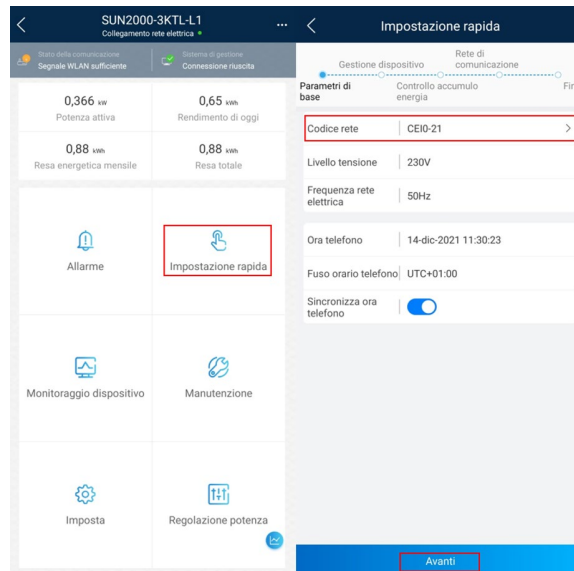 SUN2000-3KTL-L1
Collegamento rete elettrica
Stato della comunicazione
Segnale WLAN sufficiente
Sistema di gestione
Connessione riuscita
0,366 kW
Potenza attiva
0,65 kWh
Rendimento di oggi
0,88 kWh
Resa energetica mensile
0,88 kWh
Resa totale
Allarme
Impostazione rapida
Monitoraggio dispositivo
Manutenzione
Imposta
Regolazione potenza
Impostazione rapida
Gestione dispositivo
Rete di
comunicazione
Parametri di
base
Controllo accumulo
energia
Fir
Codice rete
CEI0-21
Livello tensione
230V
Frequenza rete
elettrica
50Hz
Ora telefono
14-dic-2021 11:30:23
Fuso orario telefono
UTC+01:00
Sincronizza ora
telefono
Avanti